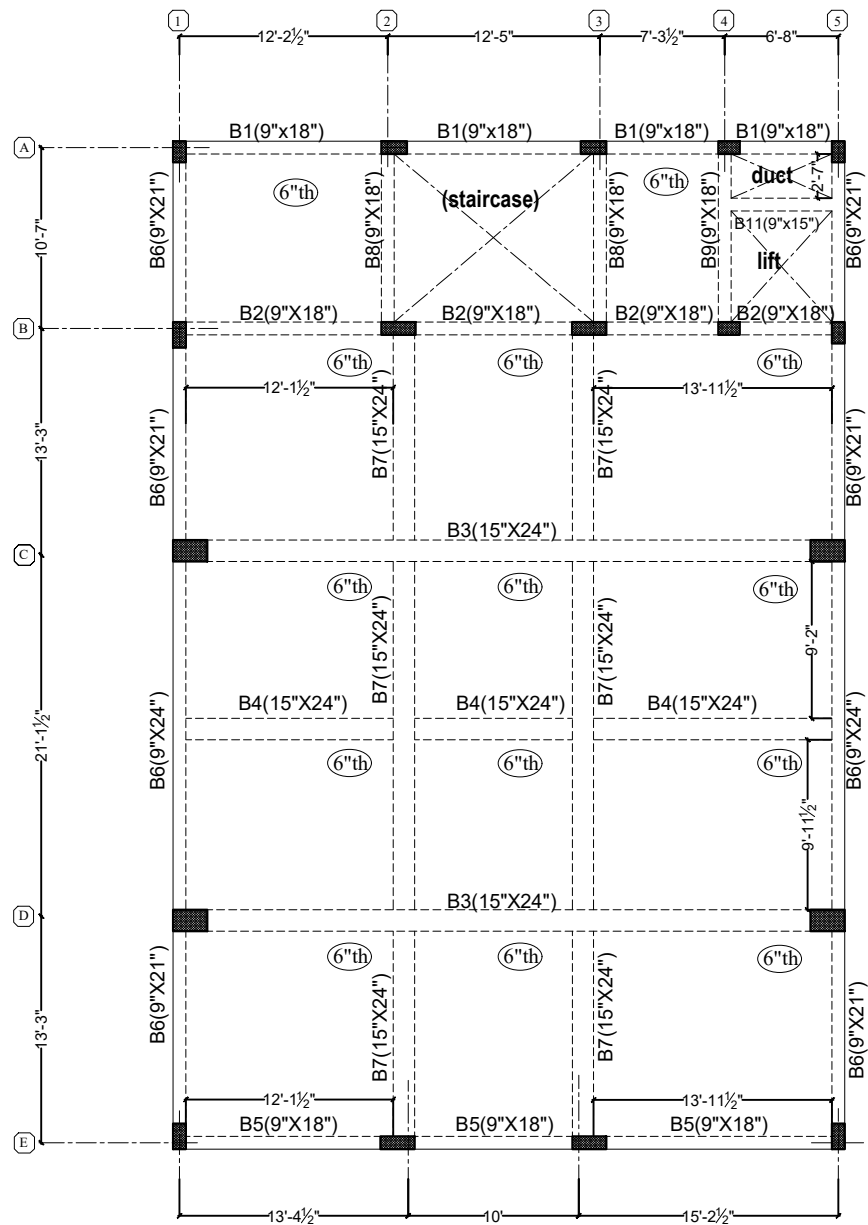 1 2 3 4 5
12'-2½" 12'-5" 7'-3½" 6'-8"
B1(9"x18") B1(9"x18") B1(9"x18") B1(9"x18")
A
duct
2'-7"
6"th
6"th
(staircase)
B6(9"X21")
B8(9"X18")
B8(9"X18")
B9(9"X18")
B6(9"X21")
10'-7"
B11(9"x15")
lift
B2(9"X18") B2(9"X18") B2(9"X18") B2(9"X18")
B
6"th 6"th 6"th
12'-1½" 13'-11½"
B6(9"X21")
B7(15"X24")
B7(15"X24")
B6(9"X21")
13'-3"
B3(15"X24")
C
6"th 6"th 6"th
B7(15"X24")
B7(15"X24")
9'-2"
B4(15"X24") B4(15"X24") B4(15"X24")
21'-1½"
B6(9"X24")
B6(9"X24")
6"th 6"th 6"th
9'-11½"
B3(15"X24")
D
6"th 6"th 6"th
B6(9"X21")
B7(15"X24")
B7(15"X24")
B6(9"X21")
13'-3"
12'-1½" 13'-11½"
B5(9"X18") B5(9"X18") B5(9"X18")
E
13'-4½" 10' 15'-2½"